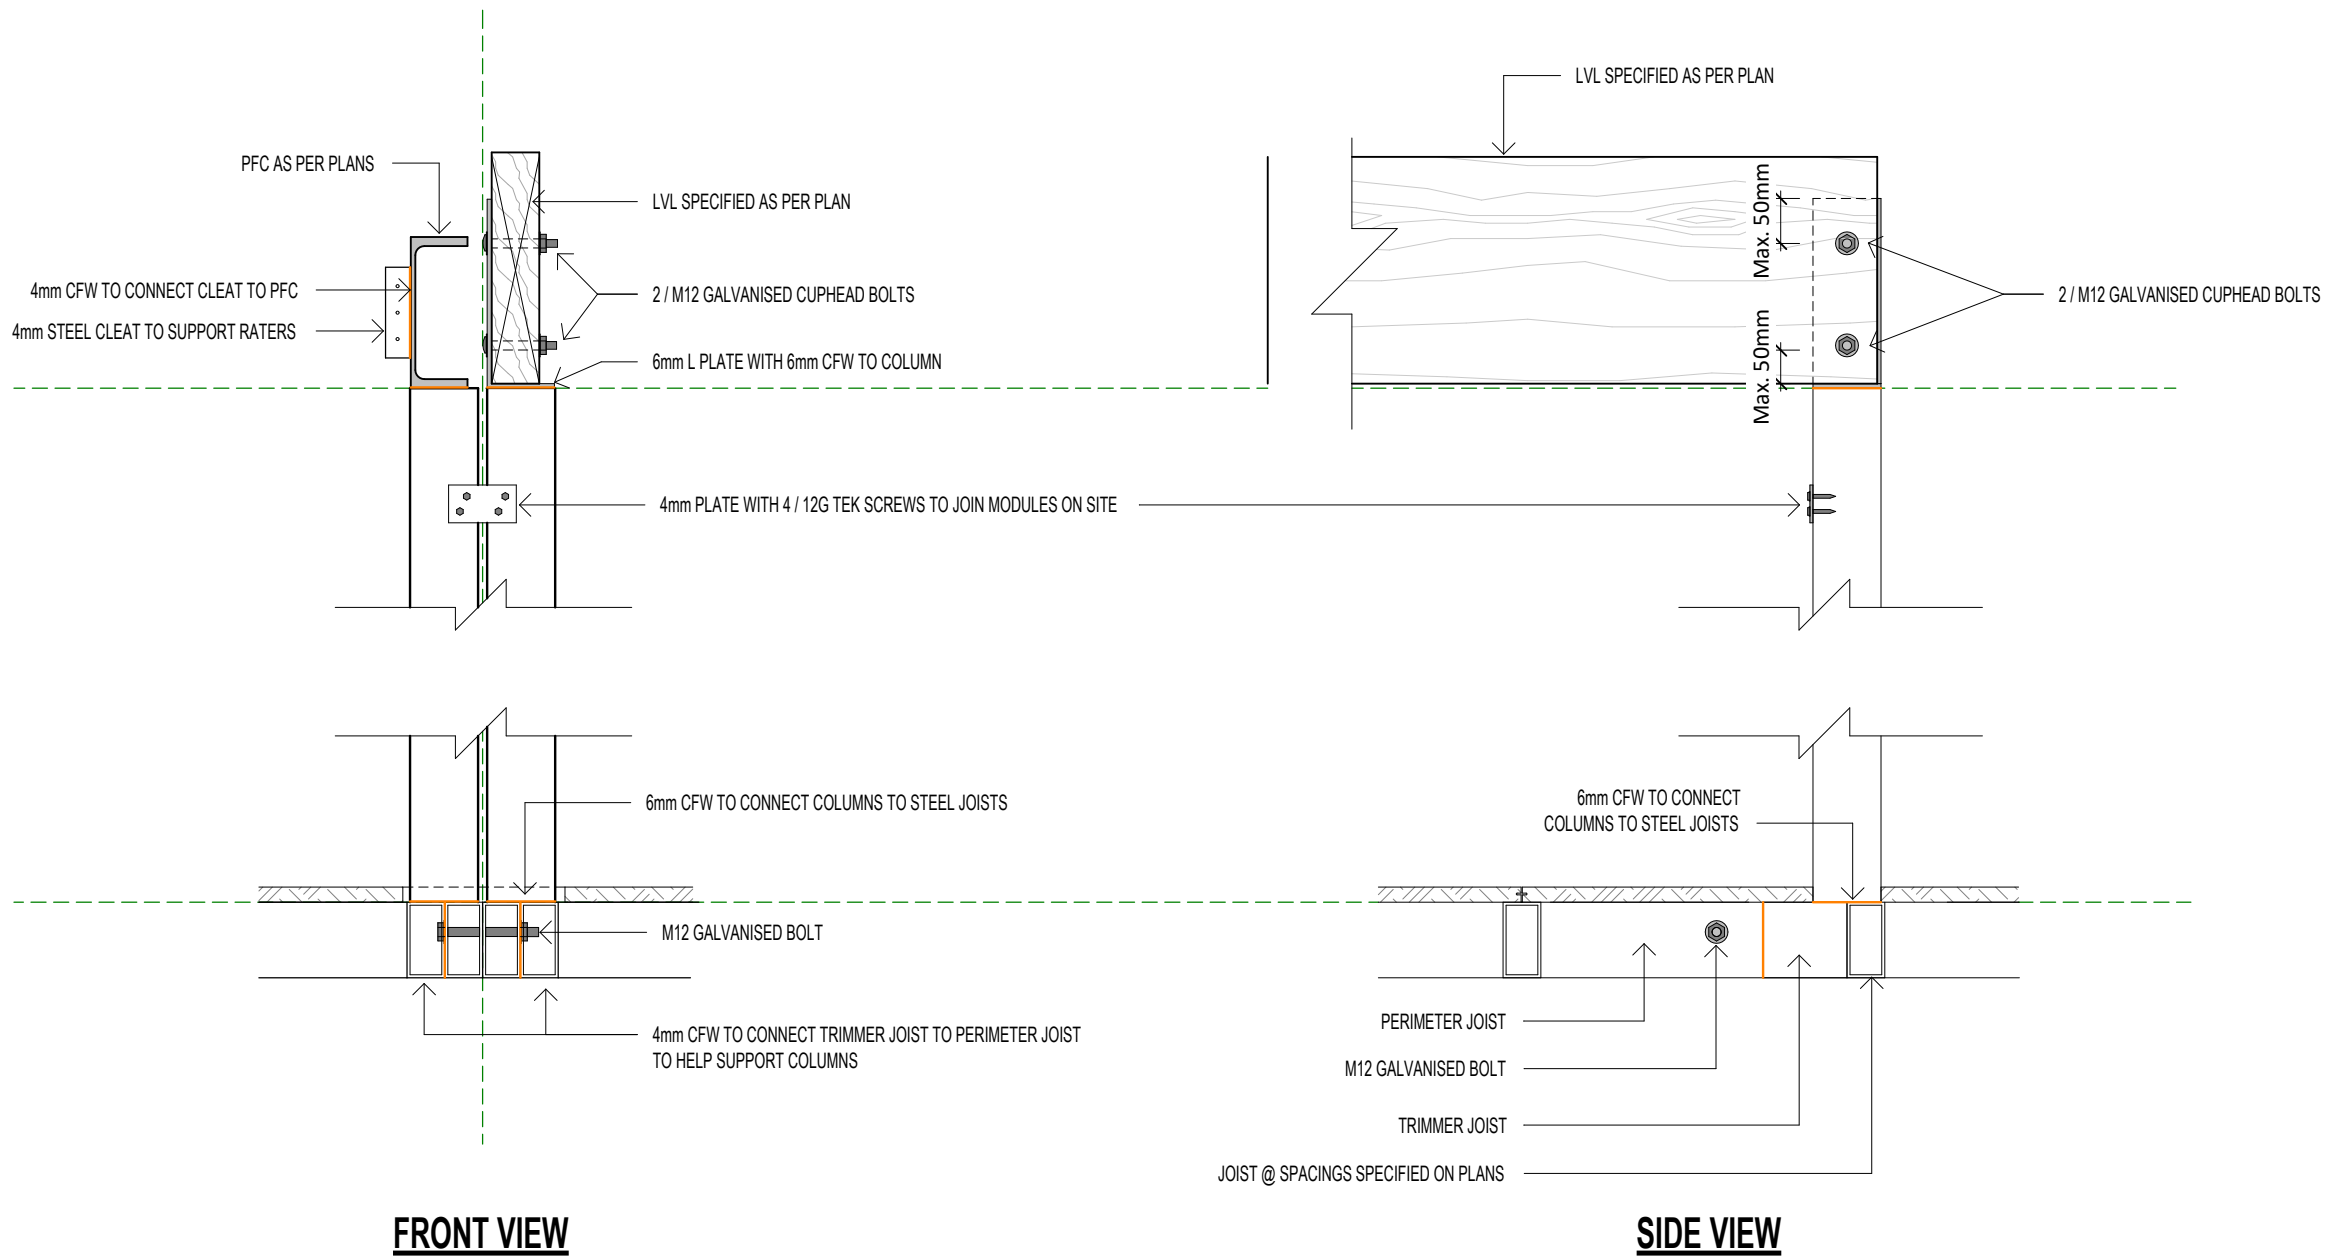 LVL SPECIFIED AS PER PLAN
PFC AS PER PLANS
LVL SPECIFIED AS PER PLAN
4mm CFW TO CONNECT CLEAT TO PFC
2 / M12 GALVANISED CUPHEAD BOLTS
4mm STEEL CLEAT TO SUPPORT RATERS
6mm L PLATE WITH 6mm CFW TO COLUMN
Max. 50mm
Max. 50mm
2 / M12 GALVANISED CUPHEAD BOLTS
4mm PLATE WITH 4 / 12G TEK SCREWS TO JOIN MODULES ON SITE
6mm CFW TO CONNECT COLUMNS TO STEEL JOISTS
6mm CFW TO CONNECT
COLUMNS TO STEEL JOISTS
M12 GALVANISED BOLT
4mm CFW TO CONNECT TRIMMER JOIST TO PERIMETER JOIST
TO HELP SUPPORT COLUMNS
PERIMETER JOIST
M12 GALVANISED BOLT
TRIMMER JOIST
JOIST @ SPACINGS SPECIFIED ON PLANS
FRONT VIEW
SIDE VIEW